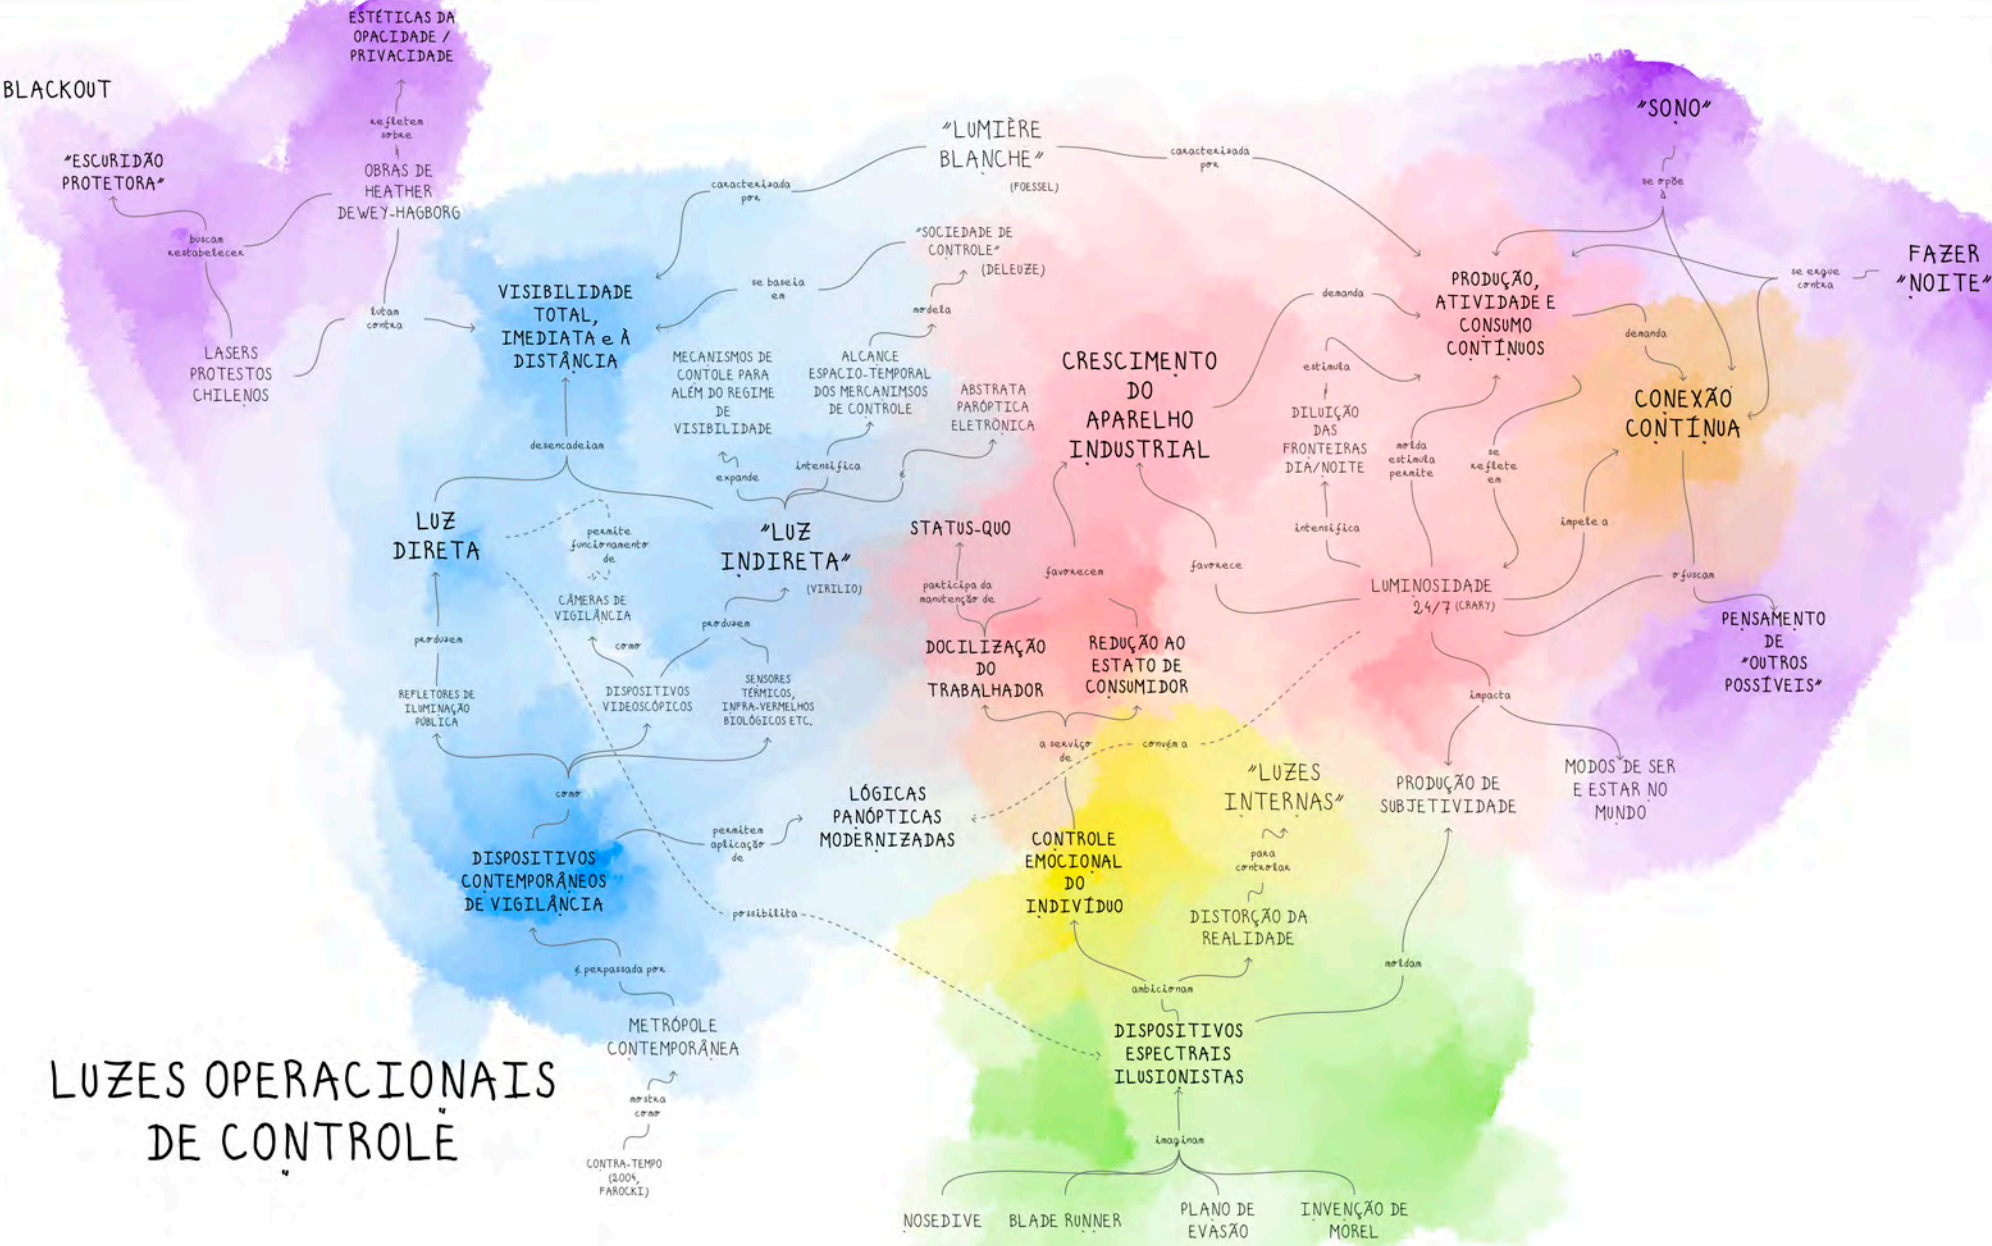 ESTÉTICAS DA
OPACIDADE /
PRIVACIDADE
BLACKOUT
refletem
sobre
"ESCURIDÃO
PROTETORA"
OBRAS DE
HEATHER
DEWEY-HAGBORG
buscam
restabelecer
lutam
contra
LASERS
PROTESTOS
CHILENOS
"LUMIÈRE
BLANCHE"
(FOESSEL)
caracterizada
por
caracterizada
por
"SONO"
se opõe
à
FAZER
"NOITE"
se ergue
contra
"SOCIEDADE DE
CONTROLE"
(DELEUZE)
se baseia
em
modela
VISIBILIDADE
TOTAL,
IMEDIATA e À
DISTÂNCIA
MECANISMOS DE
CONTOLE PARA
ALÉM DO REGIME
DE
VISIBILIDADE
ALCANCE
ESPACIO-TEMPORAL
DOS MERCANIMSOS
DE CONTROLE
ABSTRATA
PARÓPTICA
ELETRÔNICA
desencadeiam
expande
intensifica
é
CRESCIMENTO
DO
APARELHO
INDUSTRIAL
demanda
PRODUÇÃO,
ATIVIDADE E
CONSUMO
CONTÍNUOS
demanda
estimula
DILUIÇÃO
DAS
FRONTEIRAS
DIA/NOITE
molda
estimula
permite
se
reflete
em
CONEXÃO
CONTÍNUA
intensifica
impele a
LUZ
DIRETA
permite
funcionamento
de
"LUZ
INDIRETA"
(VIRILIO)
STATUS-QUO
participa da
manutenção de
favorecem
favorece
LUMINOSIDADE
24/7 (CRARY)
ofuscam
PENSAMENTO
DE
"OUTROS
POSSÍVEIS"
CÂMERAS DE
VIGILÂNCIA
como
produzem
produzem
DOCILIZAÇÃO
DO
TRABALHADOR
REDUÇÃO AO
ESTATO DE
CONSUMIDOR
REFLETORES DE
ILUMINAÇÃO
PÚBLICA
DISPOSITIVOS
VIDEOSCÓPICOS
SENSORES
TÉRMICOS,
INFRA-VERMELHOS
BIOLÓGICOS ETC.
impacta
a serviço
de
convém a
PRODUÇÃO DE
SUBJETIVIDADE
MODOS DE SER
E ESTAR NO
MUNDO
como
"LUZES
INTERNAS"
LÓGICAS
PANÓPTICAS
MODERNIZADAS
permitem
aplicação
de
CONTROLE
EMOCIONAL
DO
INDIVÍDUO
para
controlar
DISPOSITIVOS
CONTEMPORÂNEOS
DE VIGILÂNCIA
possibilita
DISTORÇÃO DA
REALIDADE
moldam
é perpassada por
ambicionam
METRÓPOLE
CONTEMPORÂNEA
DISPOSITIVOS
ESPECTRAIS
ILUSIONISTAS
LUZES OPERACIONAIS
DE CONTROLE
mostra
como
CONTRA-TEMPO
(2004,
FAROCKI)
imaginam
NOSEDIVE
BLADE RUNNER
PLANO DE
EVASÃO
INVENÇÃO DE
MOREL